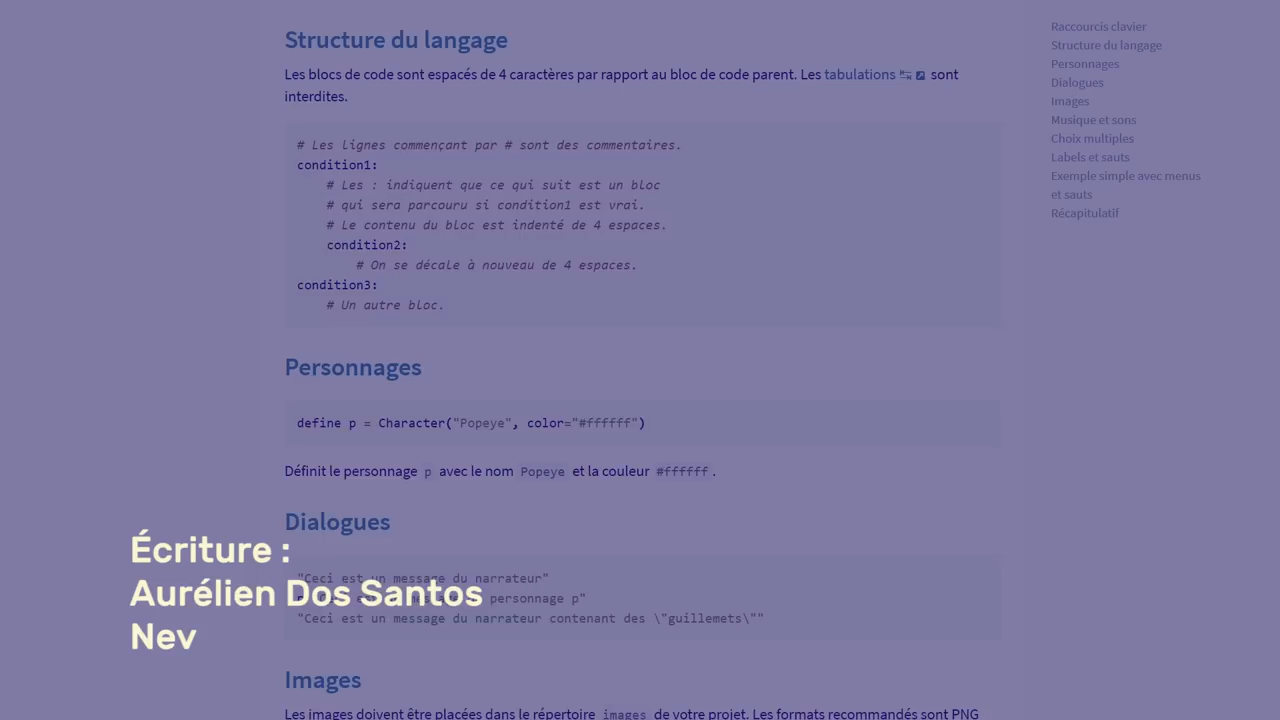 Structure du langage
Les blocs de code sont espacés de 4 caractères par rapport au bloc de code parent. Les tabulations ↹ sont
interdites.
# Les lignes commençant par # sont des commentaires.
condition1:
# Les : indiquent que ce qui suit est un bloc
# qui sera parcouru si condition1 est vrai.
# Le contenu du bloc est indenté de 4 espaces.
condition2:
# On se décale à nouveau de 4 espaces.
condition3:
# Un autre bloc.
Personnages
define p = Character("Popeye", color="#ffffff")
Définit le personnage p avec le nom Popeye et la couleur #ffffff.
Dialogues
"Ceci est un message du narrateur"
personnage p"
"Ceci est un message du narrateur contenant des \"guillemets\""
Images
Les images doivent être placées dans le répertoire images de votre projet. Les formats recommandés sont PNG
Raccourcis clavier
Structure du langage
Personnages
Dialogues
Images
Musique et sons
Choix multiples
Labels et sauts
Exemple simple avec menus
et sauts
Récapitulatif
Écriture :
Aurélien Dos Santos
Nev